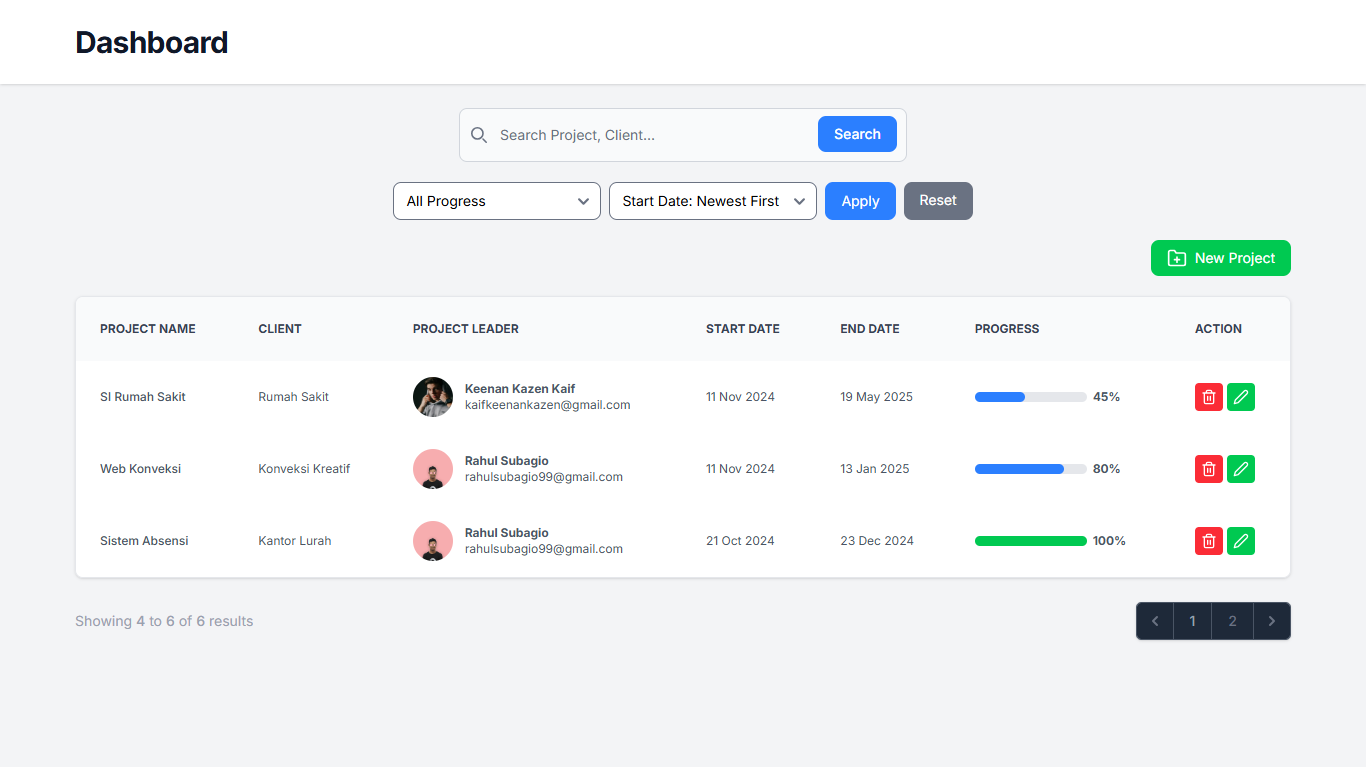 Dashboard
Search Project, Client...
Search
All Progress
Start Date: Newest First
Apply
Reset
New Project
PROJECT NAME CLIENT PROJECT LEADER START DATE END DATE PROGRESS ACTION
SI Rumah Sakit Rumah Sakit Keenan Kazen Kaif kaifkeenankazen@gmail.com 11 Nov 2024 19 May 2025 45%
Web Konveksi Konveksi Kreatif Rahul Subagio rahulsubagio99@gmail.com 11 Nov 2024 13 Jan 2025 80%
Sistem Absensi Kantor Lurah Rahul Subagio rahulsubagio99@gmail.com 21 Oct 2024 23 Dec 2024 100%
Showing 4 to 6 of 6 results
1 2